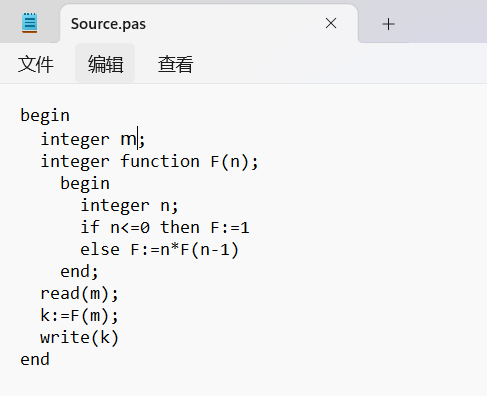 Source.pas
文件 编辑 查看
begin
  integer m;
  integer function F(n);
    begin
      integer n;
      if n<=0 then F:=1
      else F:=n*F(n-1)
    end;
  read(m);
  k:=F(m);
  write(k)
end